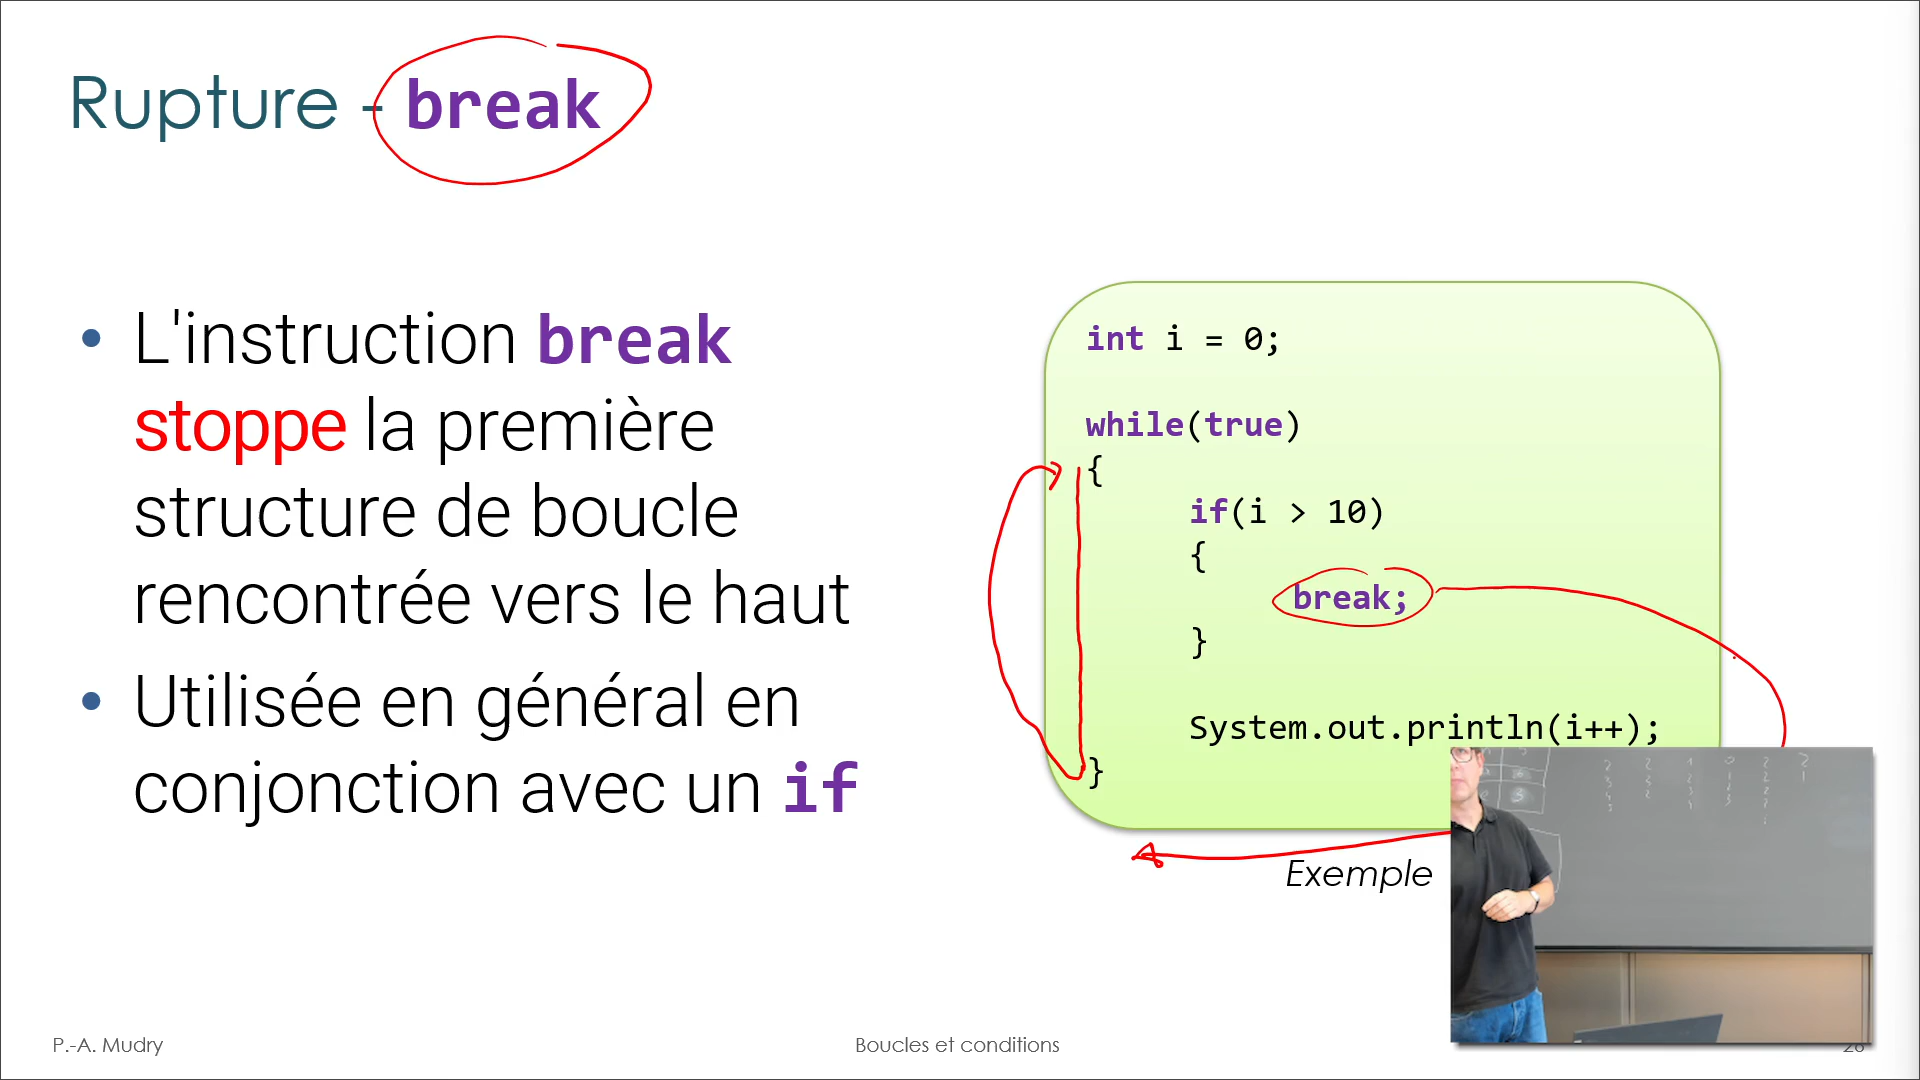 Rupture - break
• L'instruction break
stoppe la première
structure de boucle
rencontrée vers le haut
• Utilisée en général en
conjonction avec un if
int i = 0;
while(true)
{
if(i > 10)
{
break;
}
System.out.println(i++);
}
Exemple
P.-A. Mudry
Boucles et conditions